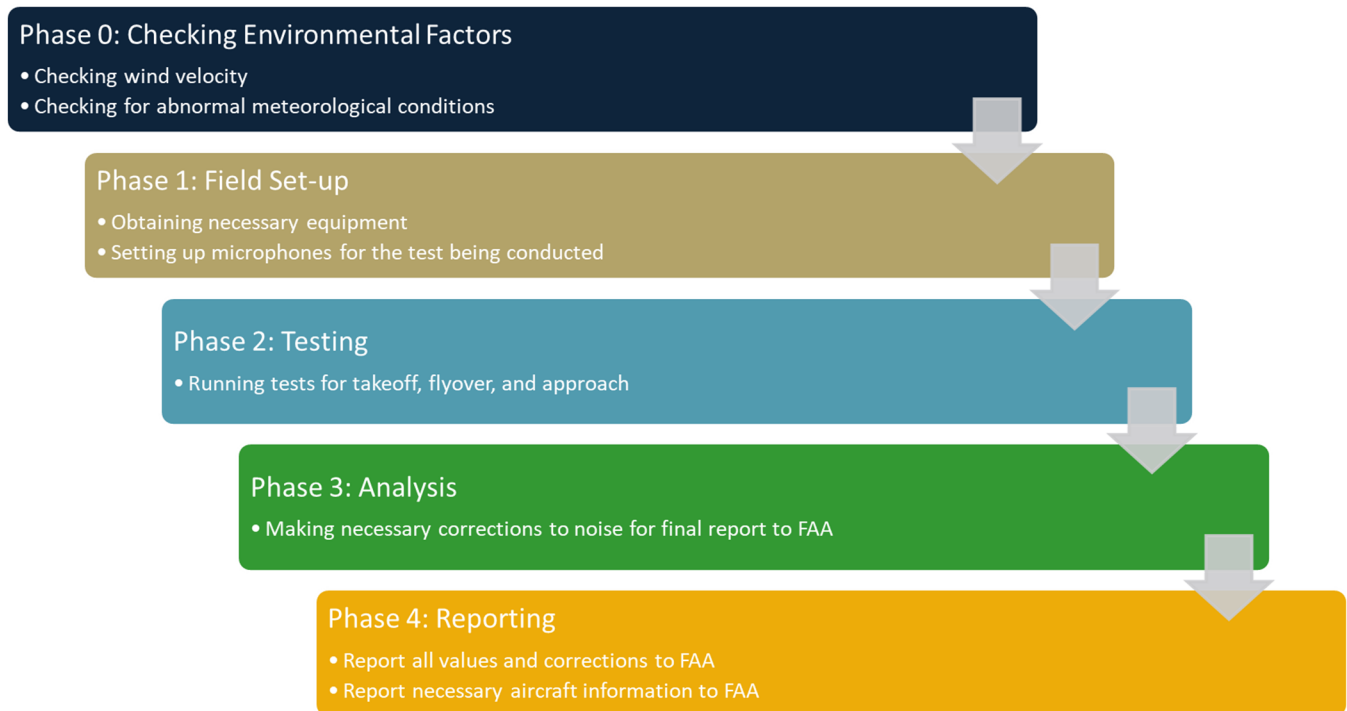 Phase 0: Checking Environmental Factors
• Checking wind velocity
• Checking for abnormal meteorological conditions
Phase 1: Field Set-up
• Obtaining necessary equipment
• Setting up microphones for the test being conducted
Phase 2: Testing
• Running tests for takeoff, flyover, and approach
Phase 3: Analysis
• Making necessary corrections to noise for final report to FAA
Phase 4: Reporting
• Report all values and corrections to FAA
• Report necessary aircraft information to FAA